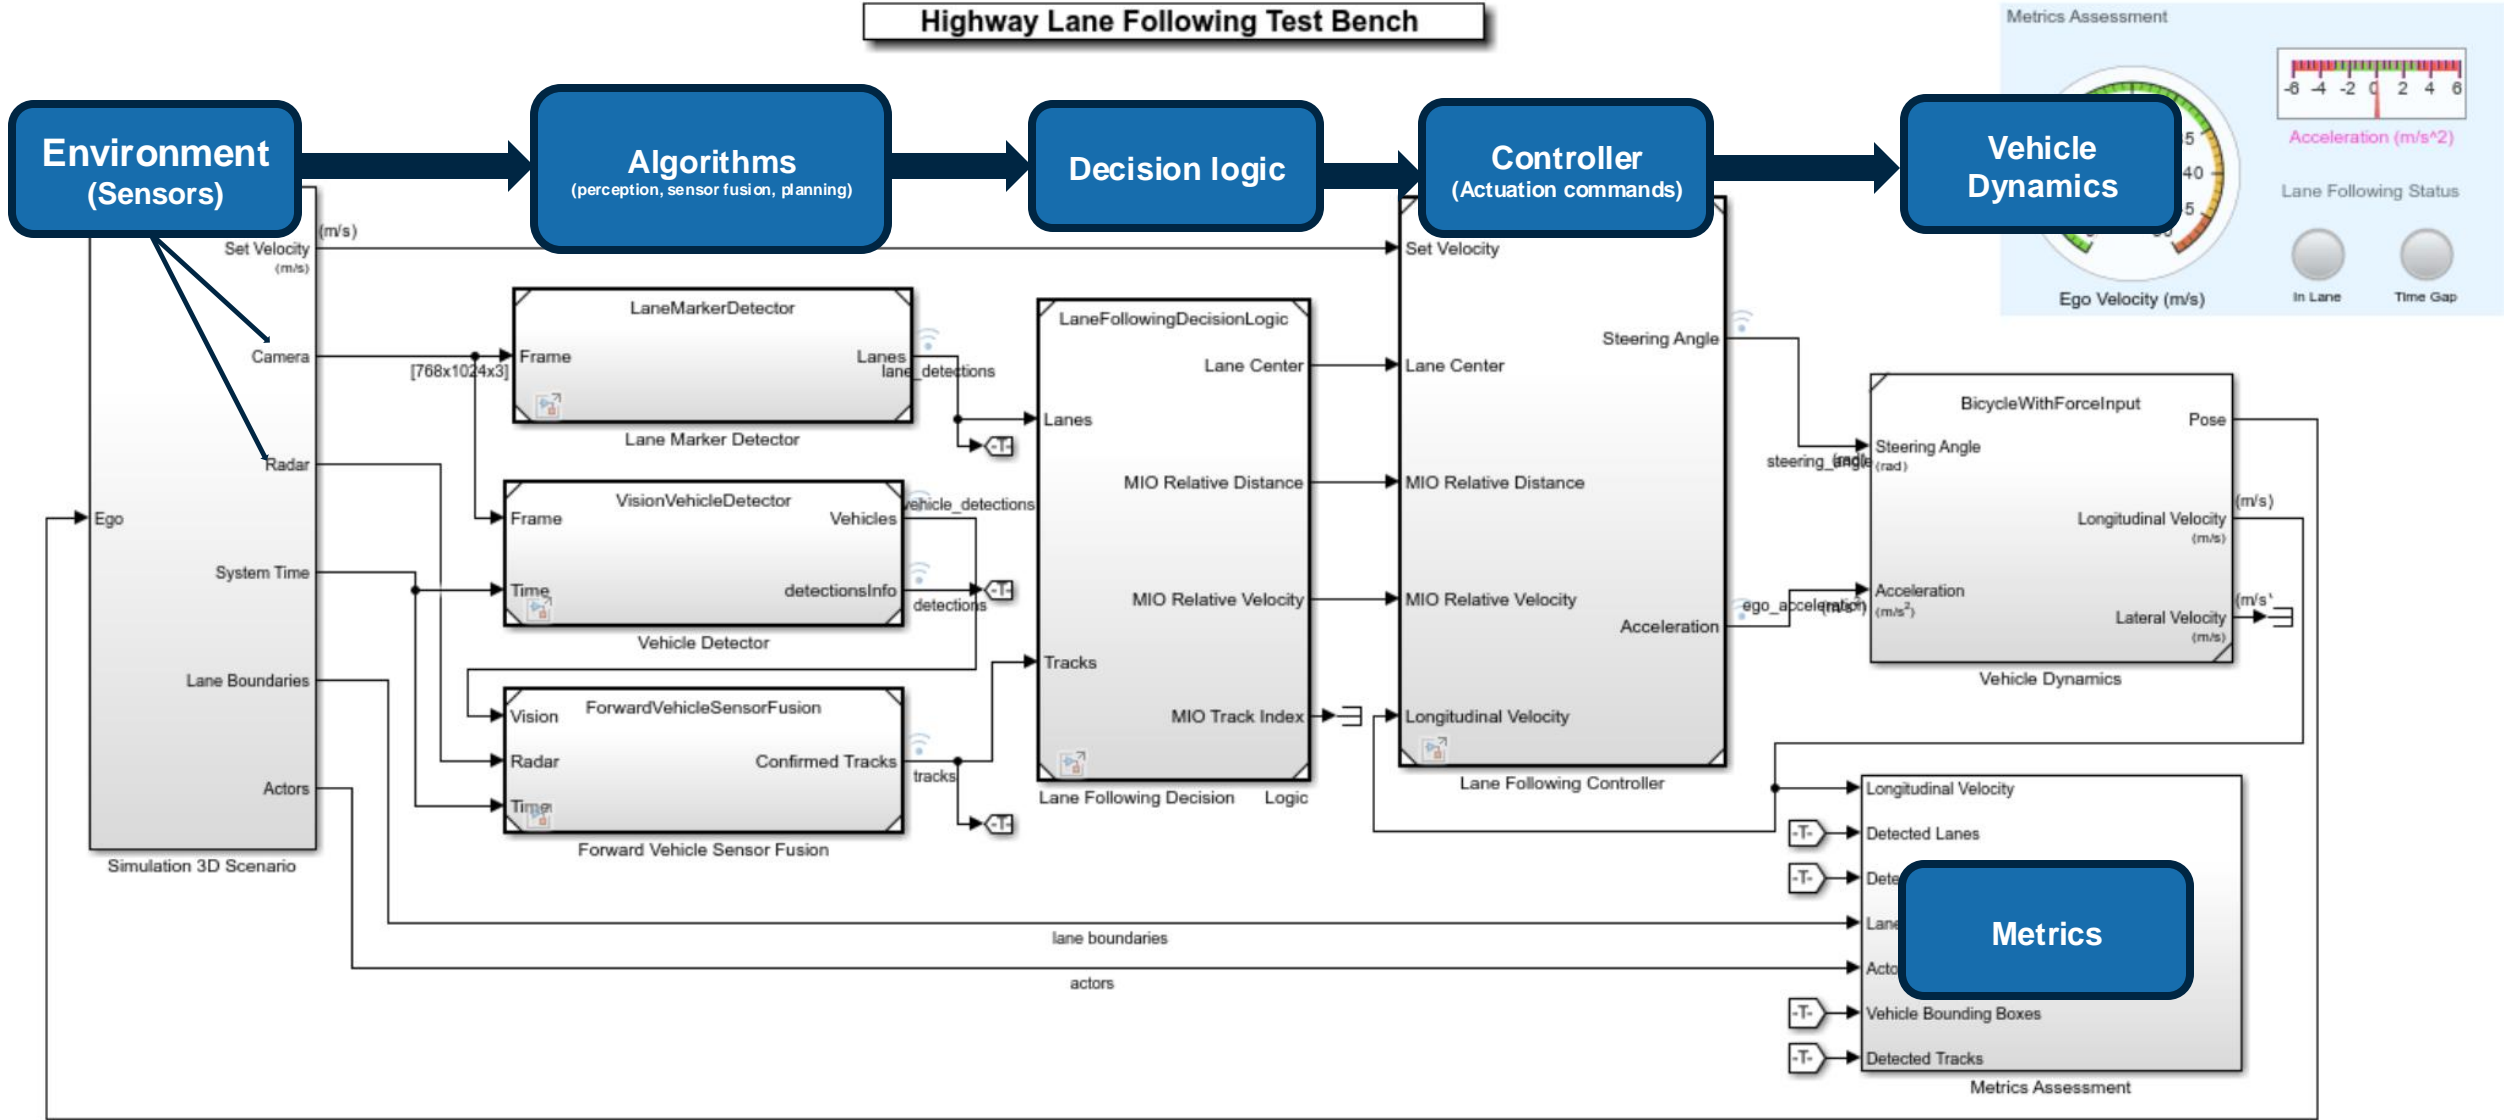 Highway Lane Following Test Bench
Metrics Assessment
-6 -4 -2 0 2 4 6
Acceleration (m/s^2)
Lane Following Status
In Lane
Time Gap
40
Ego Velocity (m/s)
Environment
(Sensors)
Algorithms
(perception, sensor fusion, planning)
Decision logic
Controller
(Actuation commands)
Vehicle
Dynamics
Set Velocity
(m/s)
(m/s)
Camera
[768x1024x3]
Radar
Ego
System Time
Lane Boundaries
Actors
Simulation 3D Scenario
LaneMarkerDetector
Frame
Lanes
lane_detections
Lane Marker Detector
-T-
VisionVehicleDetector
Frame
Vehicles
vehicle_detections
Time
detectionsInfo
detections
-T-
Vehicle Detector
ForwardVehicleSensorFusion
Vision
Radar
Confirmed Tracks
tracks
Time
-T-
Forward Vehicle Sensor Fusion
LaneFollowingDecisionLogic
Lane Center
Lanes
MIO Relative Distance
MIO Relative Velocity
Tracks
MIO Track Index
Lane Following Decision Logic
Set Velocity
Steering Angle
Lane Center
MIO Relative Distance
MIO Relative Velocity
Acceleration
Longitudinal Velocity
Lane Following Controller
steering_angle
(rad)
ego_acceleration
(m/s²)
BicycleWithForceInput
Pose
Steering Angle
(rad)
(m/s)
Longitudinal Velocity
(m/s)
Acceleration
(m/s²)
(m/s
Lateral Velocity
(m/s)
Vehicle Dynamics
Longitudinal Velocity
-T-
Detected Lanes
-T-
lane boundaries
actors
Metrics
-T-
Vehicle Bounding Boxes
-T-
Detected Tracks
Metrics Assessment